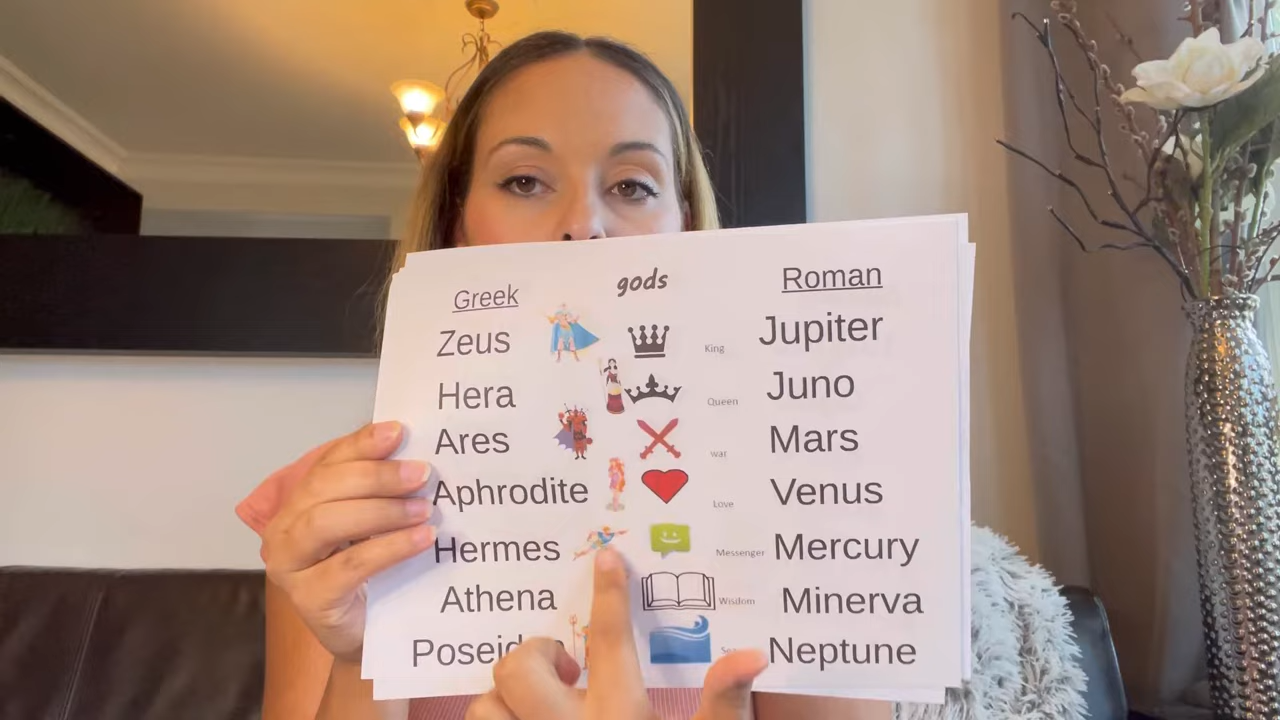 gods
Greek Roman
Zeus King Jupiter
Hera Queen Juno
Ares war Mars
Aphrodite Love Venus
Hermes Messenger Mercury
Athena Wisdom Minerva
Neptune